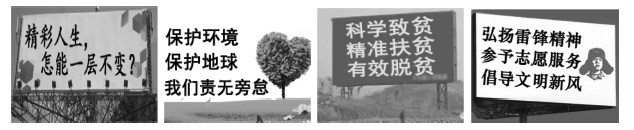 精彩人生,
怎能一层不变?
保护环境
保护地球
我们责无旁怠
科学致贫
精准扶贫
有效脱贫
弘扬雷锋精神
参予志愿服务
倡导文明新风